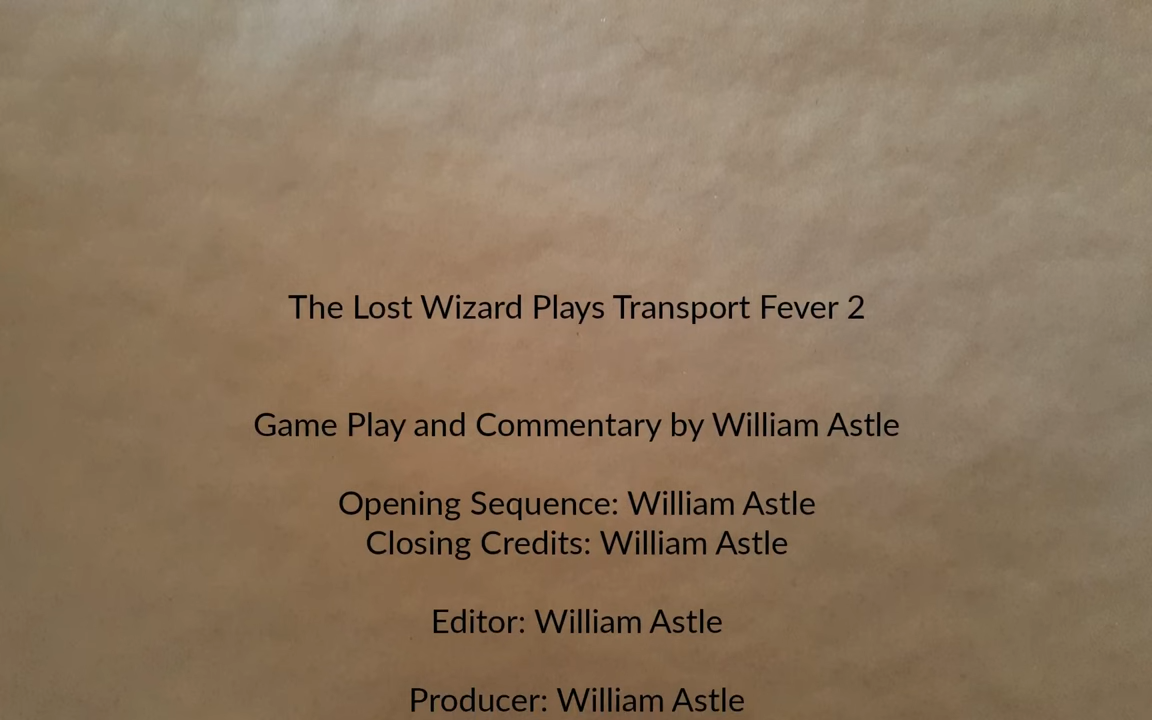 The Lost Wizard Plays Transport Fever 2
Game Play and Commentary by William Astle
Opening Sequence: William Astle
Closing Credits: William Astle
Editor: William Astle
Producer: William Astle